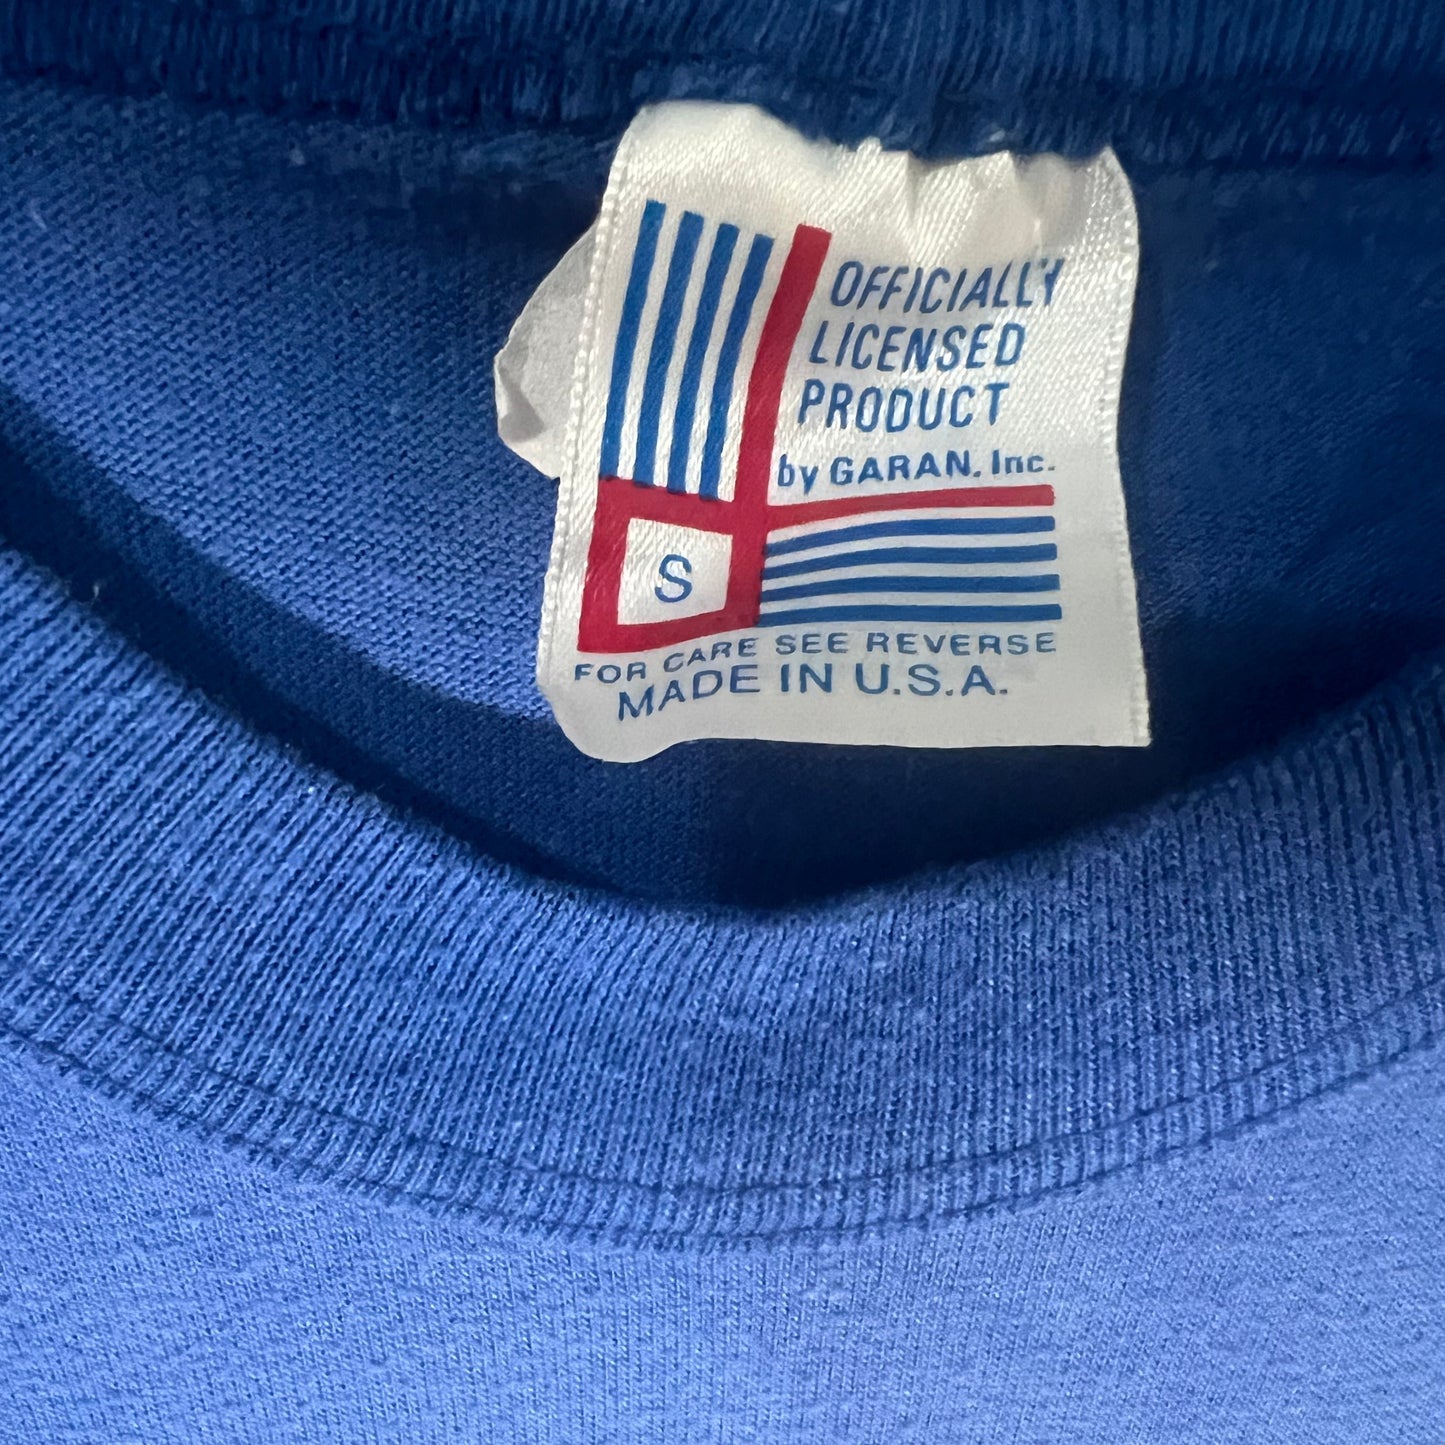 OFFICIALLY
LICENSED
PRODUCT
by GARAN, Inc.
S
FOR CARE SEE REVERSE
MADE IN U.S.A.